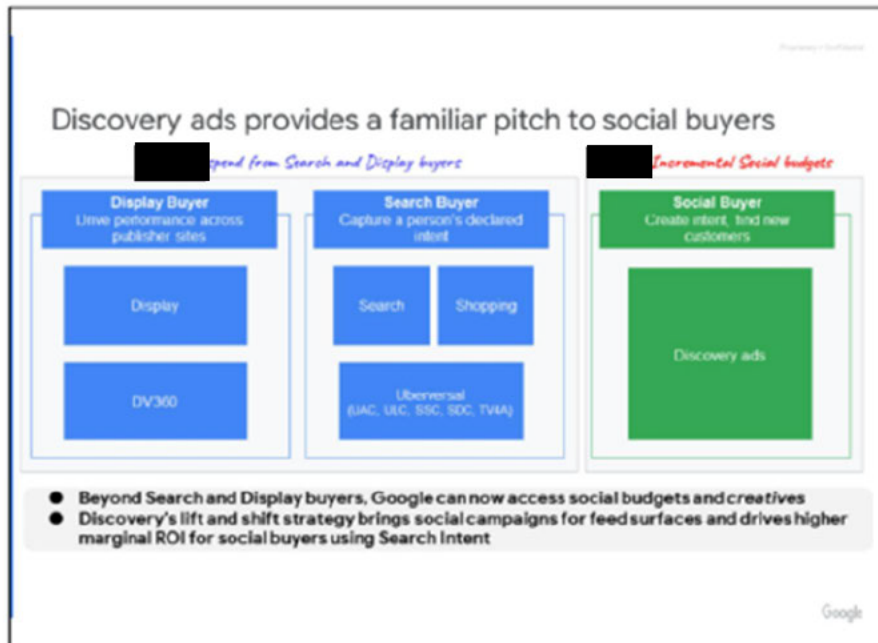 Proprietary + Confidential
Discovery ads provides a familiar pitch to social buyers
spend from Search and Display buyers
Incremental Social budgets
Display Buyer
Drive performance across
publisher sites
Display
DV360
Search Buyer
Capture a person's declared
intent
Search
Shopping
Uberversal
(UAC, ULC, SSC, SDC, TV4A)
Social Buyer
Create intent, find new
customers
Discovery ads
● Beyond Search and Display buyers, Google can now access social budgets and creatives
● Discovery's lift and shift strategy brings social campaigns for feed surfaces and drives higher
marginal ROI for social buyers using Search Intent
Google